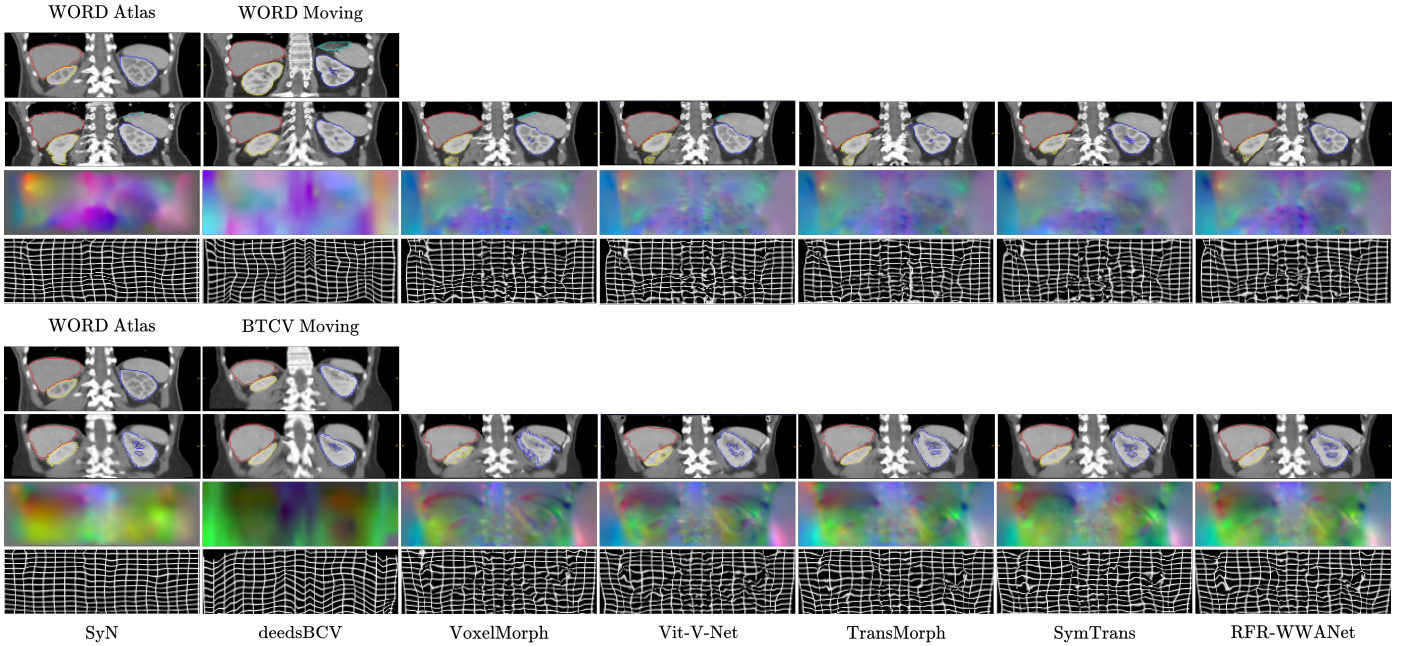 WORD Atlas WORD Moving
WORD Atlas BTCV Moving
SyN deedsBCV VoxelMorph Vit-V-Net TransMorph SymTrans RFR-WWANet